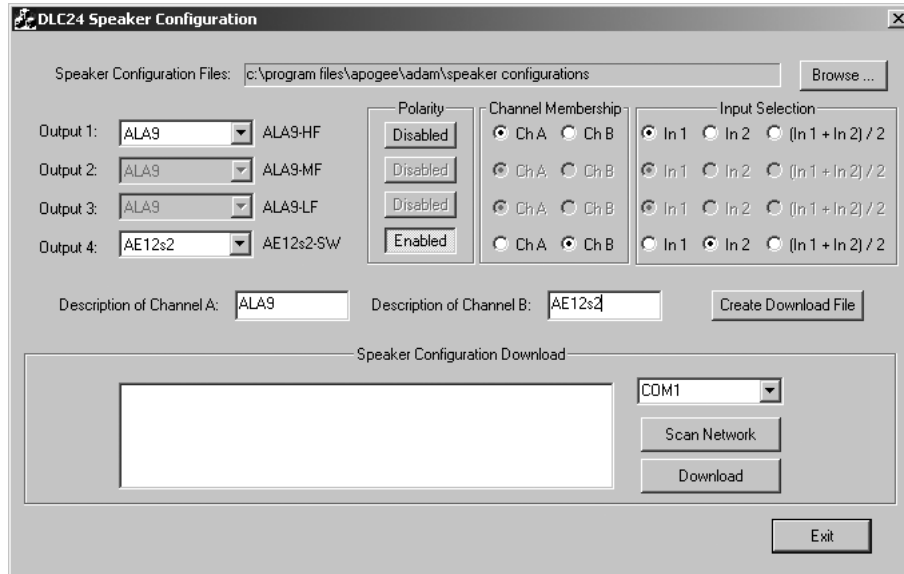 DLC24 Speaker Configuration
Speaker Configuration Files: c:\program files\apogee\adam\speaker configurations Browse ...
Polarity Channel Membership Input Selection
Output 1: ALA9 ALA9-HF Disabled Ch A Ch B In 1 In 2 (In 1 + In 2) / 2
Output 2: ALA9 ALA9-MF Disabled Ch A Ch B In 1 In 2 (In 1 + In 2) / 2
Output 3: ALA9 ALA9-LF Disabled Ch A Ch B In 1 In 2 (In 1 + In 2) / 2
Output 4: AE12s2 AE12s2-SW Enabled Ch A Ch B In 1 In 2 (In 1 + In 2) / 2
Description of Channel A: ALA9 Description of Channel B: AE12s2 Create Download File
Speaker Configuration Download
COM1
Scan Network
Download
Exit